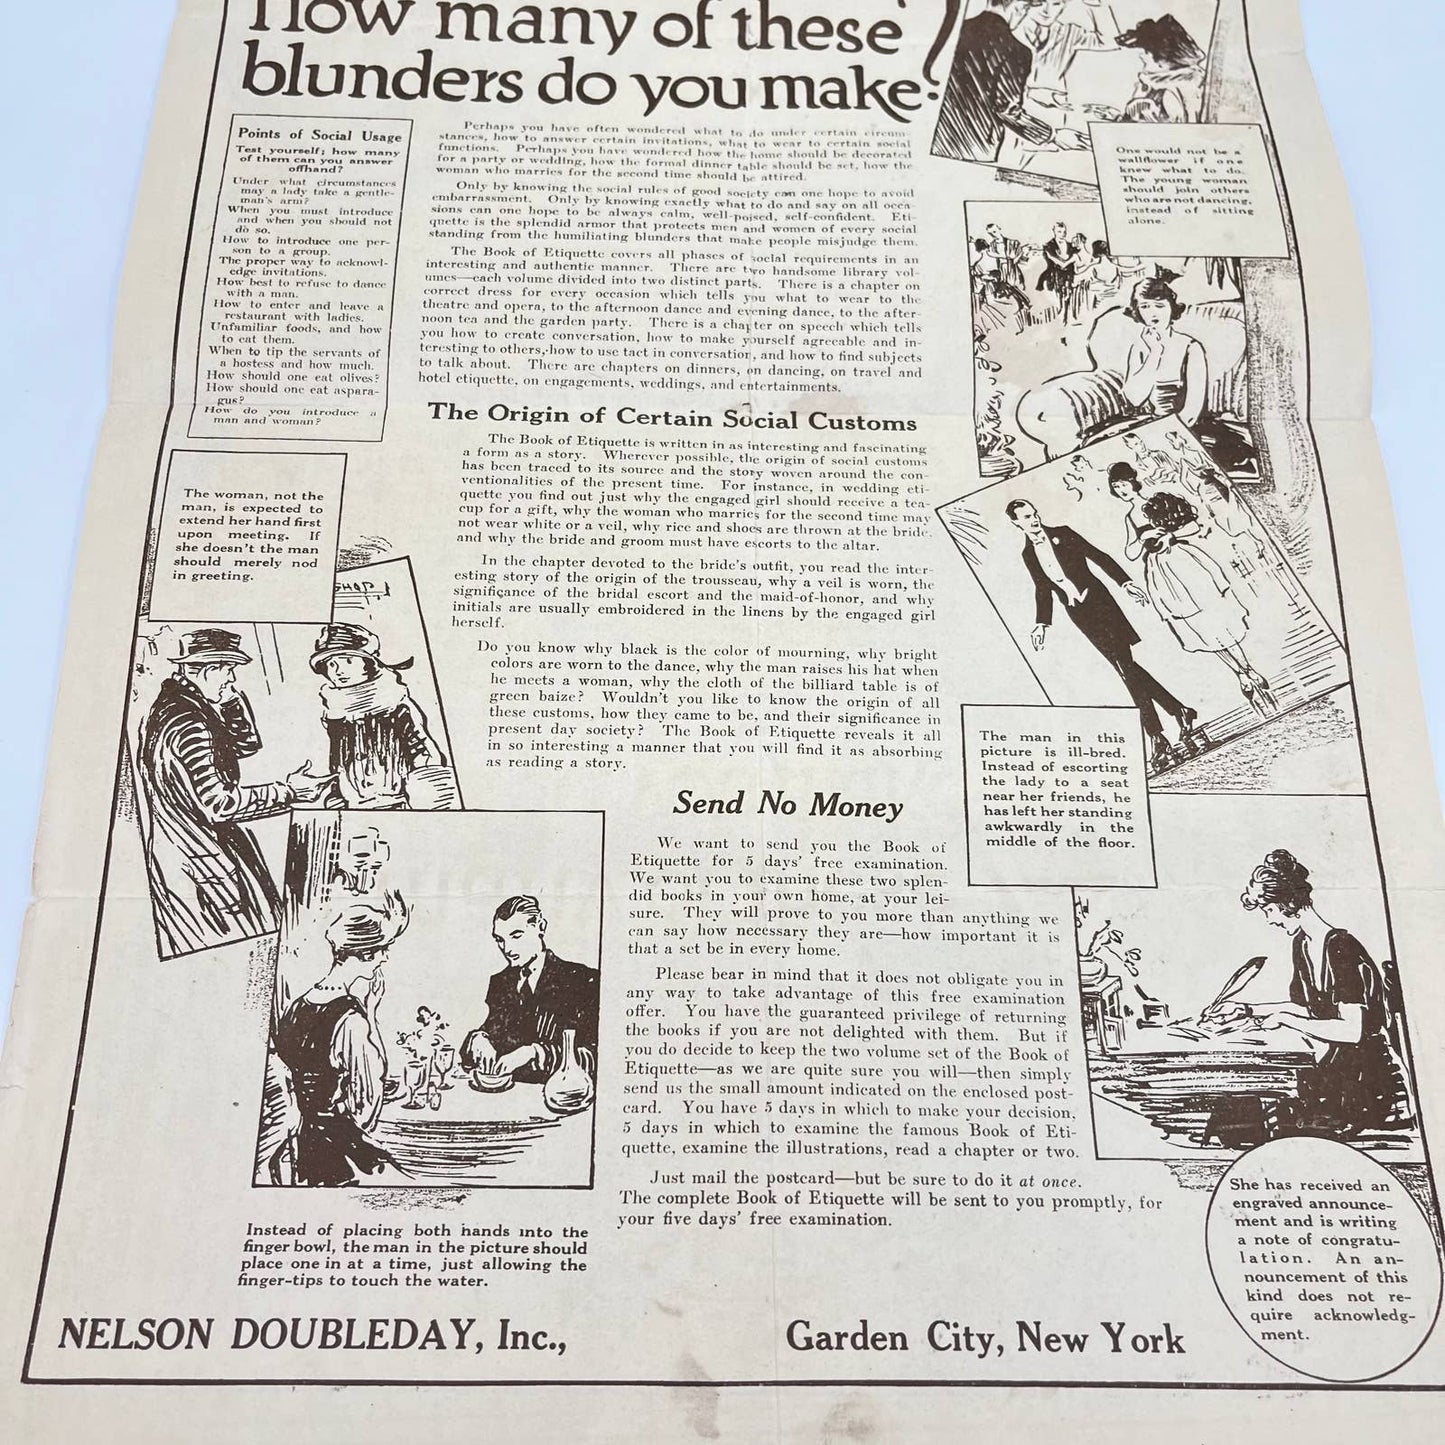 How many of these
blunders do you make?
Points of Social Usage
Test yourself; how many
of them can you answer
offhand?
Under what circumstances
may a lady take a gentle-
man's arm?
When you must introduce
and when you should not
do so.
How to introduce one per-
son to a group.
The proper way to acknowl-
edge invitations.
How best to refuse to dance
with a man.
How to enter and leave a
restaurant with ladies.
Unfamiliar foods, and how
to eat them.
When to tip the servants of
a hostess and how much.
How should one eat olives?
How should one eat aspara-
gus?
How do you introduce a
man and woman?
Perhaps you have often wondered what to do under certain circum-
stances, how to answer certain invitations, what to wear to certain social
functions. Perhaps you have wondered how the home should be decorated
for a party or wedding, how the formal dinner table should be set, how the
woman who marries for the second time should be attired.
Only by knowing the social rules of good society can one hope to avoid
embarrassment. Only by knowing exactly what to do and say on all occa-
sions can one hope to be always calm, well-poised, self-confident. Eti-
quette is the splendid armor that protects men and women of every social
standing from the humiliating blunders that make people misjudge them.
The Book of Etiquette covers all phases of social requirements in an
interesting and authentic manner. There are two handsome library vol-
umes—each volume divided into two distinct parts. There is a chapter on
correct dress for every occasion which tells you what to wear to the
theatre and opera, to the afternoon dance and evening dance, to the after-
noon tea and the garden party. There is a chapter on speech which tells
you how to create conversation, how to make yourself agreeable and in-
teresting to others, how to use tact in conversation, and how to find subjects
to talk about. There are chapters on dinners, on dancing, on travel and
hotel etiquette, on engagements, weddings, and entertainments.
The Origin of Certain Social Customs
The Book of Etiquette is written in as interesting and fascinating
a form as a story. Wherever possible, the origin of social customs
has been traced to its source and the story woven around the con-
ventionalities of the present time. For instance, in wedding eti-
quette you find out just why the engaged girl should receive a tea-
cup for a gift, why the woman who marries for the second time may
not wear white or a veil, why rice and shoes are thrown at the bride,
and why the bride and groom must have escorts to the altar.
In the chapter devoted to the bride's outfit, you read the inter-
esting story of the origin of the trousseau, why a veil is worn, the
significance of the bridal escort and the maid-of-honor, and why
initials are usually embroidered in the linens by the engaged girl
herself.
Do you know why black is the color of mourning, why bright
colors are worn to the dance, why the man raises his hat when
he meets a woman, why the cloth of the billiard table is of
green baize? Wouldn't you like to know the origin of all
these customs, how they came to be, and their significance in
present day society? The Book of Etiquette reveals it all
in so interesting a manner that you will find it as absorbing
as reading a story.
Send No Money
We want to send you the Book of
Etiquette for 5 days' free examination.
We want you to examine these two splen-
did books in your own home, at your lei-
sure. They will prove to you more than anything we
can say how necessary they are—how important it is
that a set be in every home.
Please bear in mind that it does not obligate you in
any way to take advantage of this free examination
offer. You have the guaranteed privilege of returning
the books if you are not delighted with them. But if
you do decide to keep the two volume set of the Book of
Etiquette—as we are quite sure you will—then simply
send us the small amount indicated on the enclosed post-
card. You have 5 days in which to make your decision,
5 days in which to examine the famous Book of Eti-
quette, examine the illustrations, read a chapter or two.
Just mail the postcard—but be sure to do it at once.
The complete Book of Etiquette will be sent to you promptly, for
your five days' free examination.
One would not be a
wallflower if one
knew what to do.
The young woman
should join others
who are not dancing,
instead of sitting
alone.
The woman, not the
man, is expected to
extend her hand first
upon meeting. If
she doesn't the man
should merely nod
in greeting.
SHOP
The man in this
picture is ill-bred.
Instead of escorting
the lady to a seat
near her friends, he
has left her standing
awkwardly in the
middle of the floor.
Instead of placing both hands into the
finger bowl, the man in the picture should
place one in at a time, just allowing the
finger-tips to touch the water.
She has received an
engraved announce-
ment and is writing
a note of congratu-
lation. An an-
nouncement of this
kind does not re-
quire acknowledg-
ment.
NELSON DOUBLEDAY, Inc., Garden City, New York